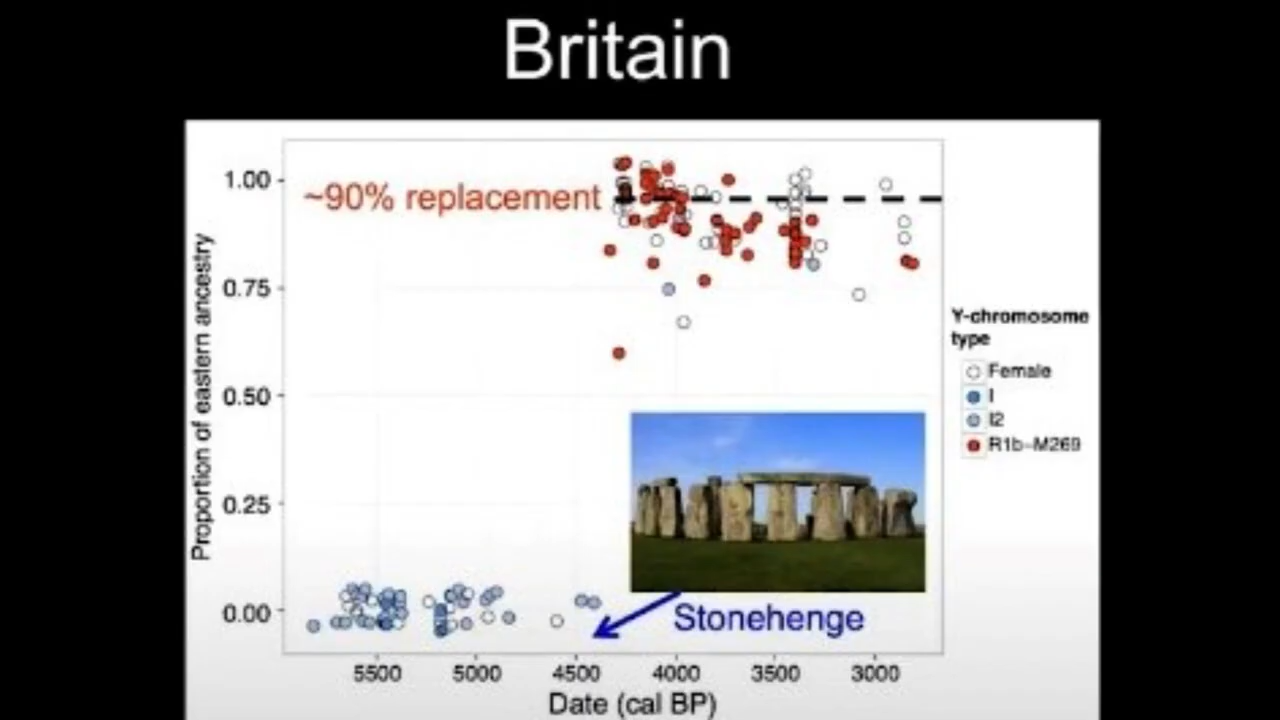 Britain
~90% replacement
1.00
0.75
0.50
0.25
0.00
Proportion of eastern ancestry
Y-chromosome
type
Female
I
I2
R1b-M269
Stonehenge
5500 5000 4500 4000 3500 3000
Date (cal BP)